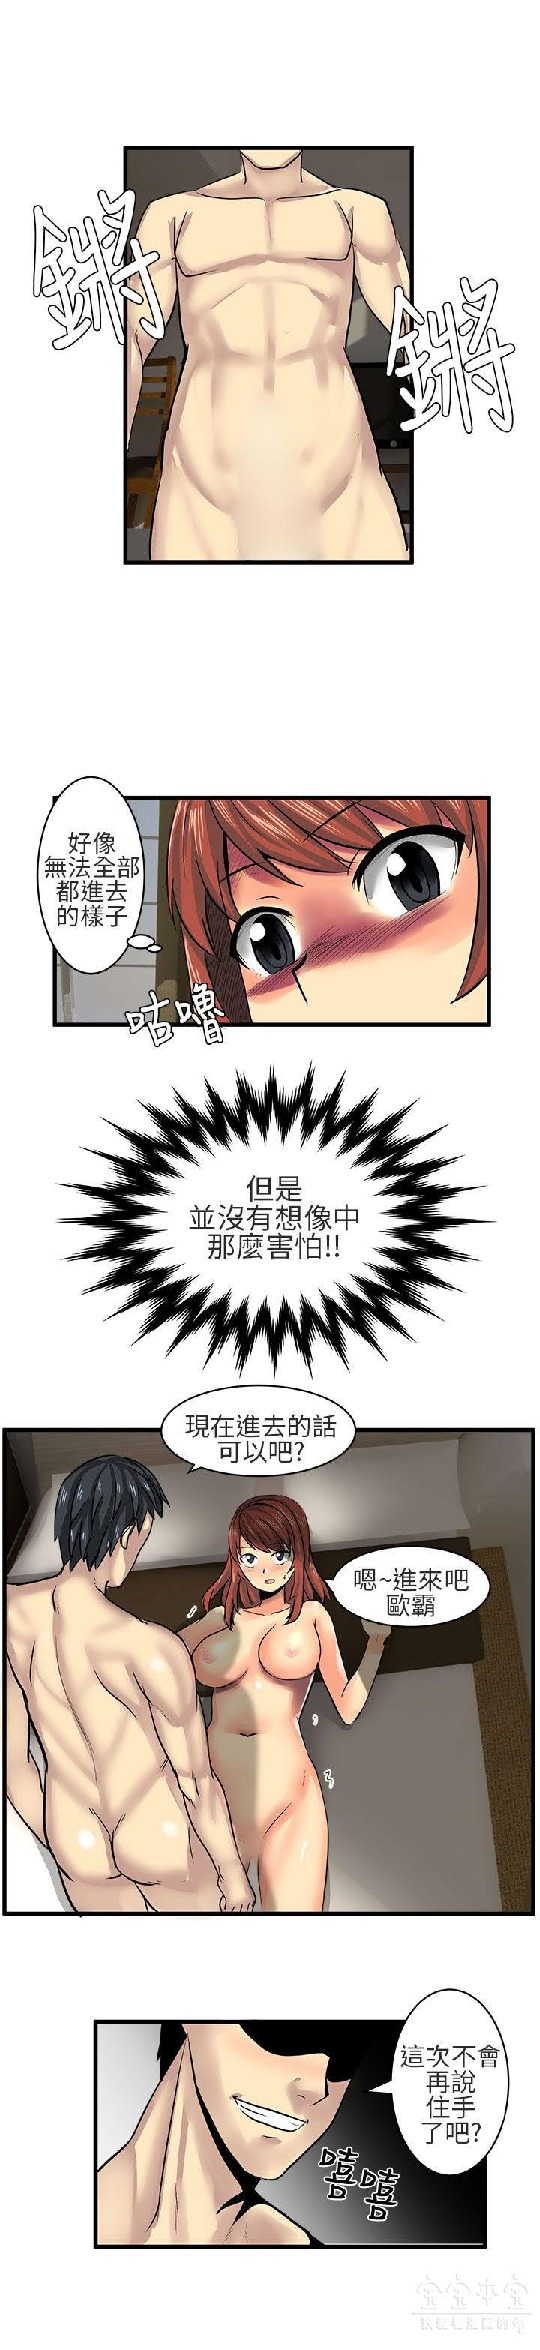 鏘
鏘
好像
無法全部
都進去
的樣子
咕嚕
但是
並沒有想像中
那麼害怕!!
現在進去的話
可以吧?
嗯~進來吧
歐霸
這次不會
再說
住手
了吧?
嘻嘻